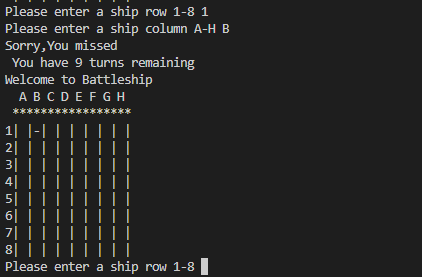 Please enter a ship row 1-8 1
Please enter a ship column A-H B
Sorry,You missed
 You have 9 turns remaining
Welcome to Battleship
  A B C D E F G H
 *****************
1| |-| | | | | | |
2| | | | | | | | |
3| | | | | | | | |
4| | | | | | | | |
5| | | | | | | | |
6| | | | | | | | |
7| | | | | | | | |
8| | | | | | | | |
Please enter a ship row 1-8